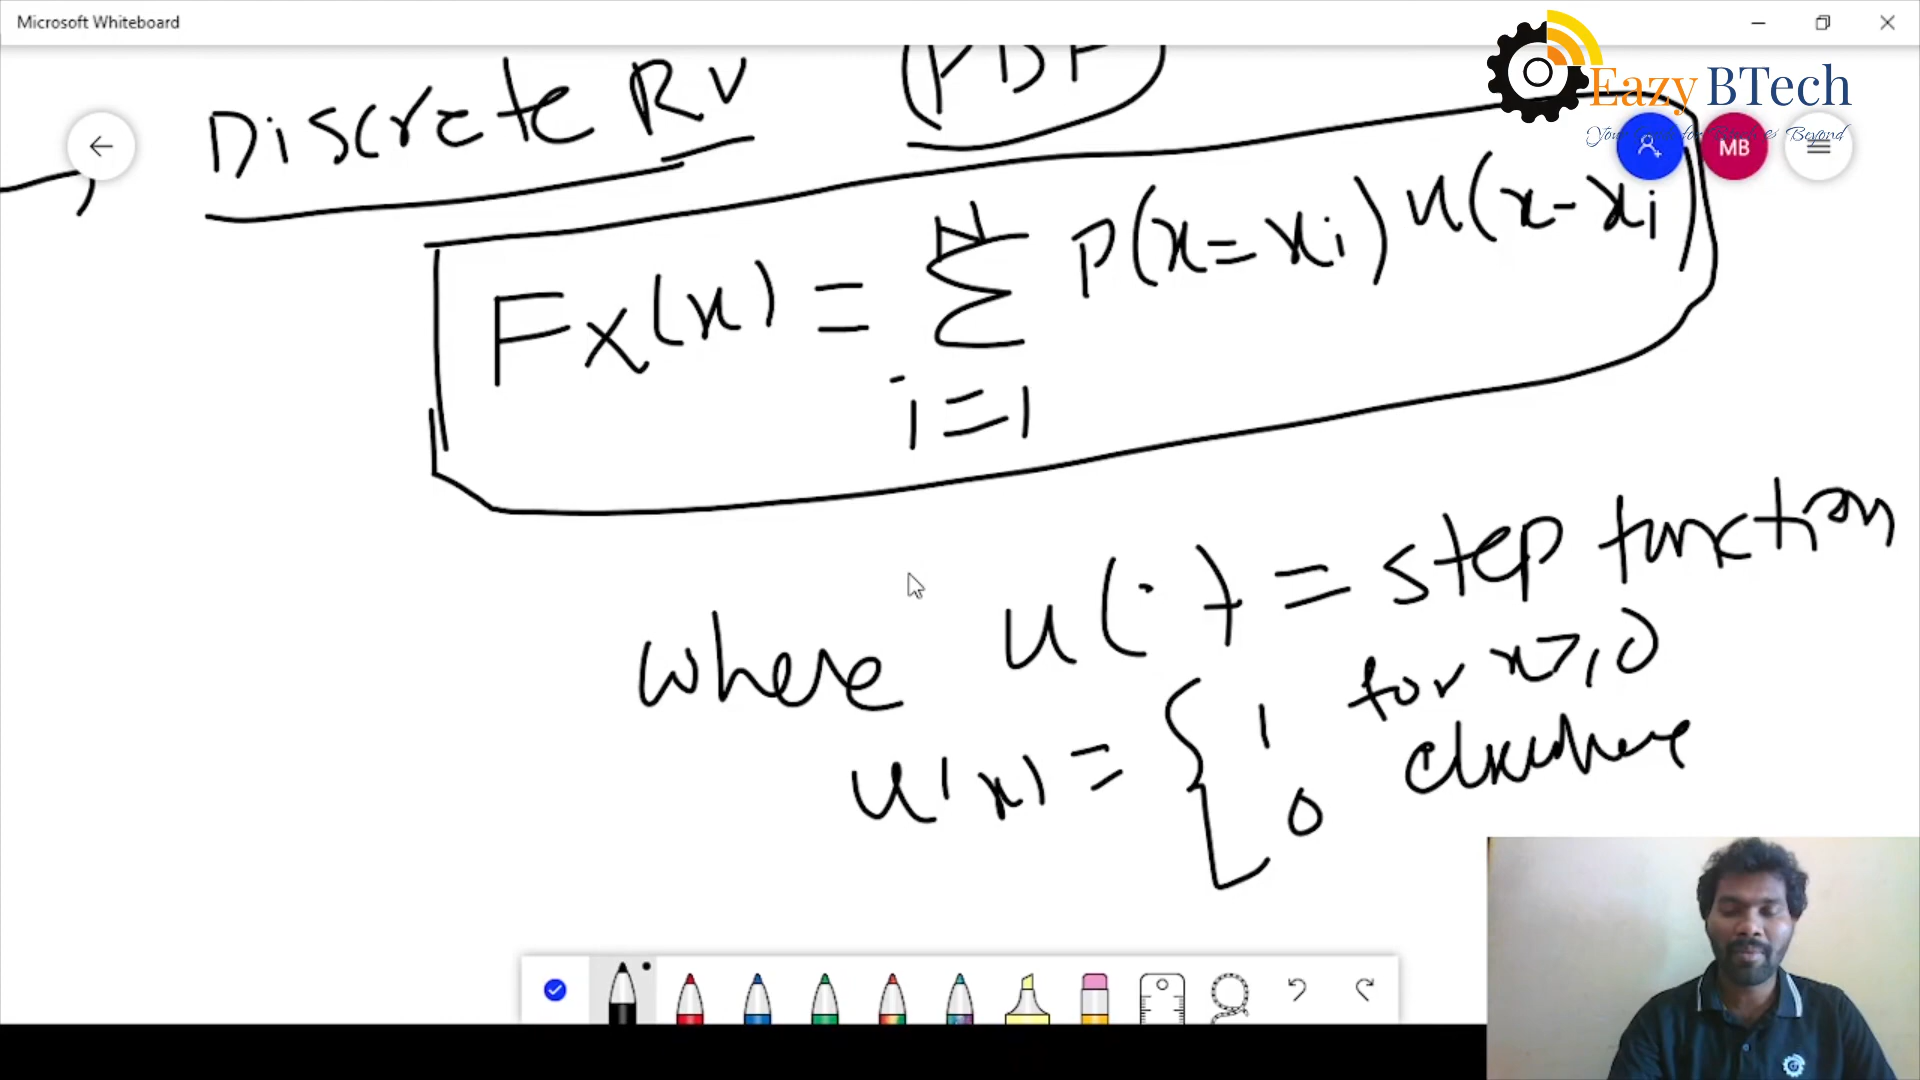 Microsoft Whiteboard
Eazy BTech
MB
Discrete RV (PDF)
Fx(x) = N Σ i=1 P(x=xi) u(x-xi)
where u(·) = step function
u(x) = { 1 for x≥0
0 elsewhere